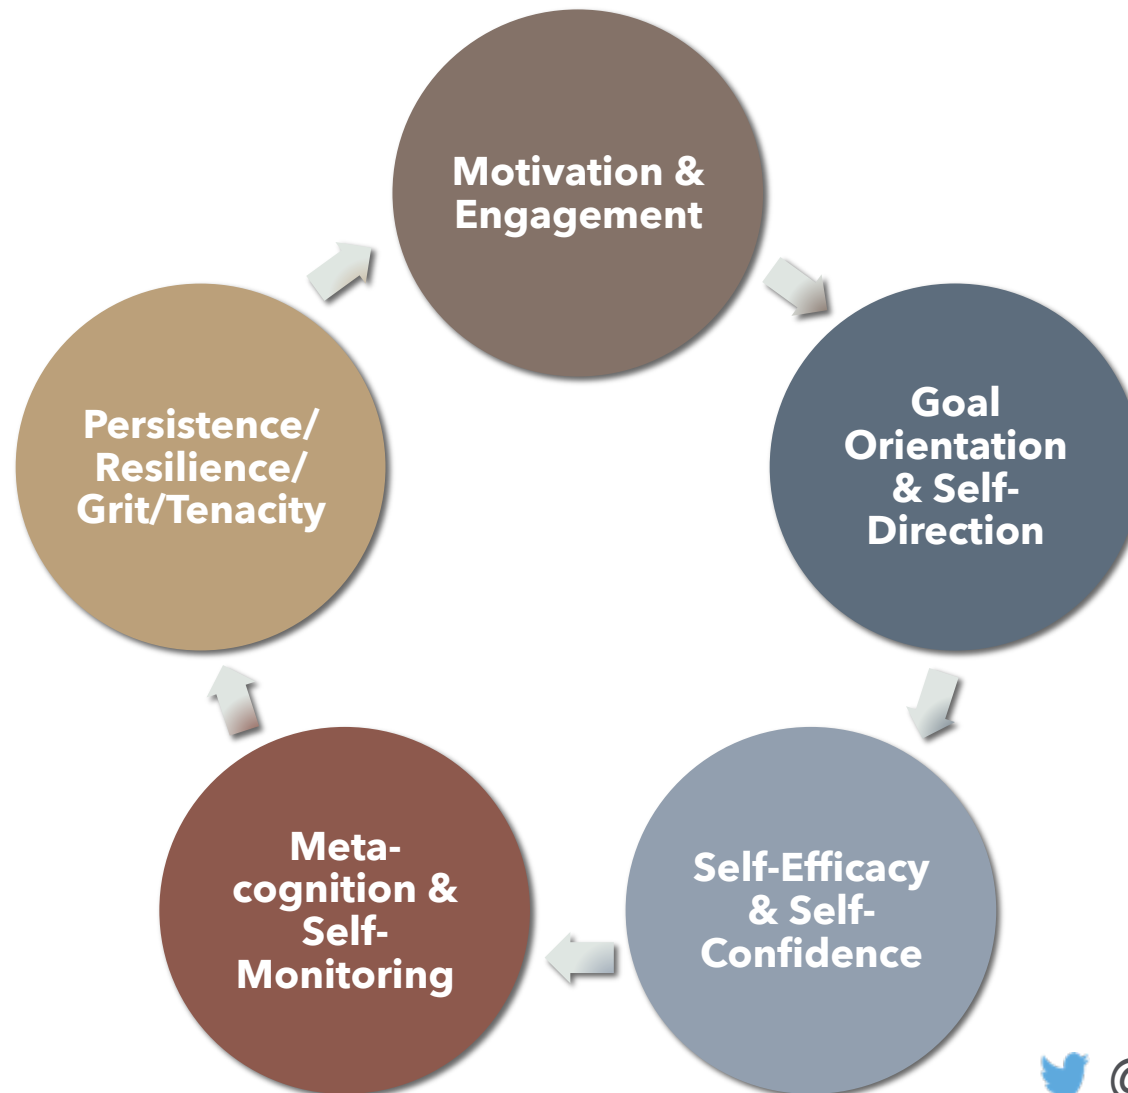 Motivation &
Engagement
Goal
Orientation
& Self-
Direction
Self-Efficacy
& Self-
Confidence
Meta-
cognition &
Self-
Monitoring
Persistence/
Resilience/
Grit/Tenacity
@